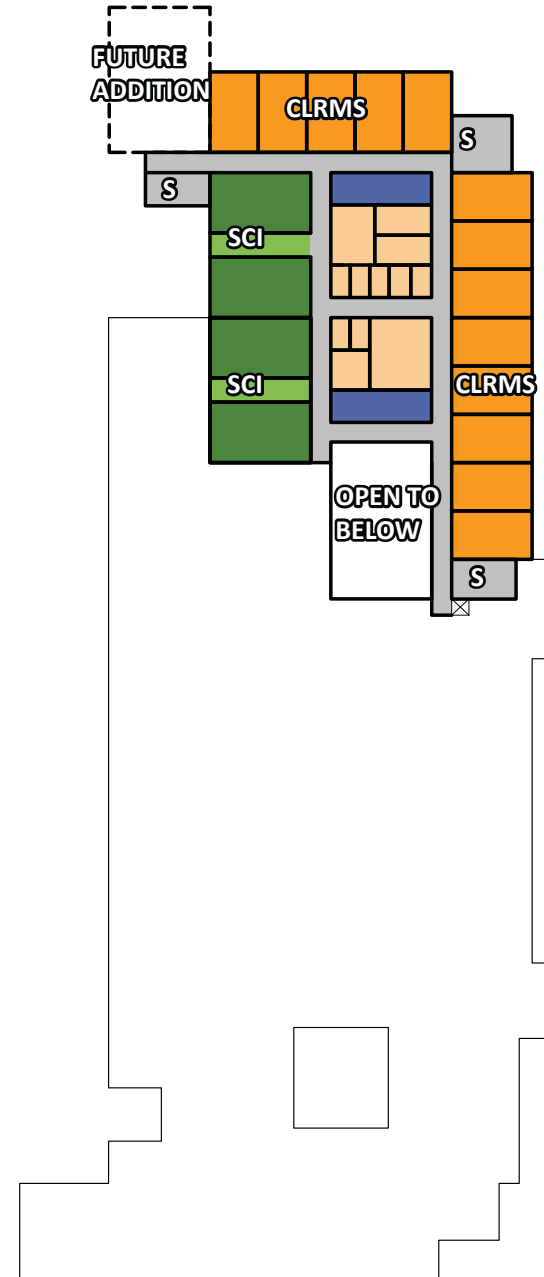 FUTURE
ADDITION
CLRMS
S
S
SCI
SCI
CLRMS
OPEN TO
BELOW
S